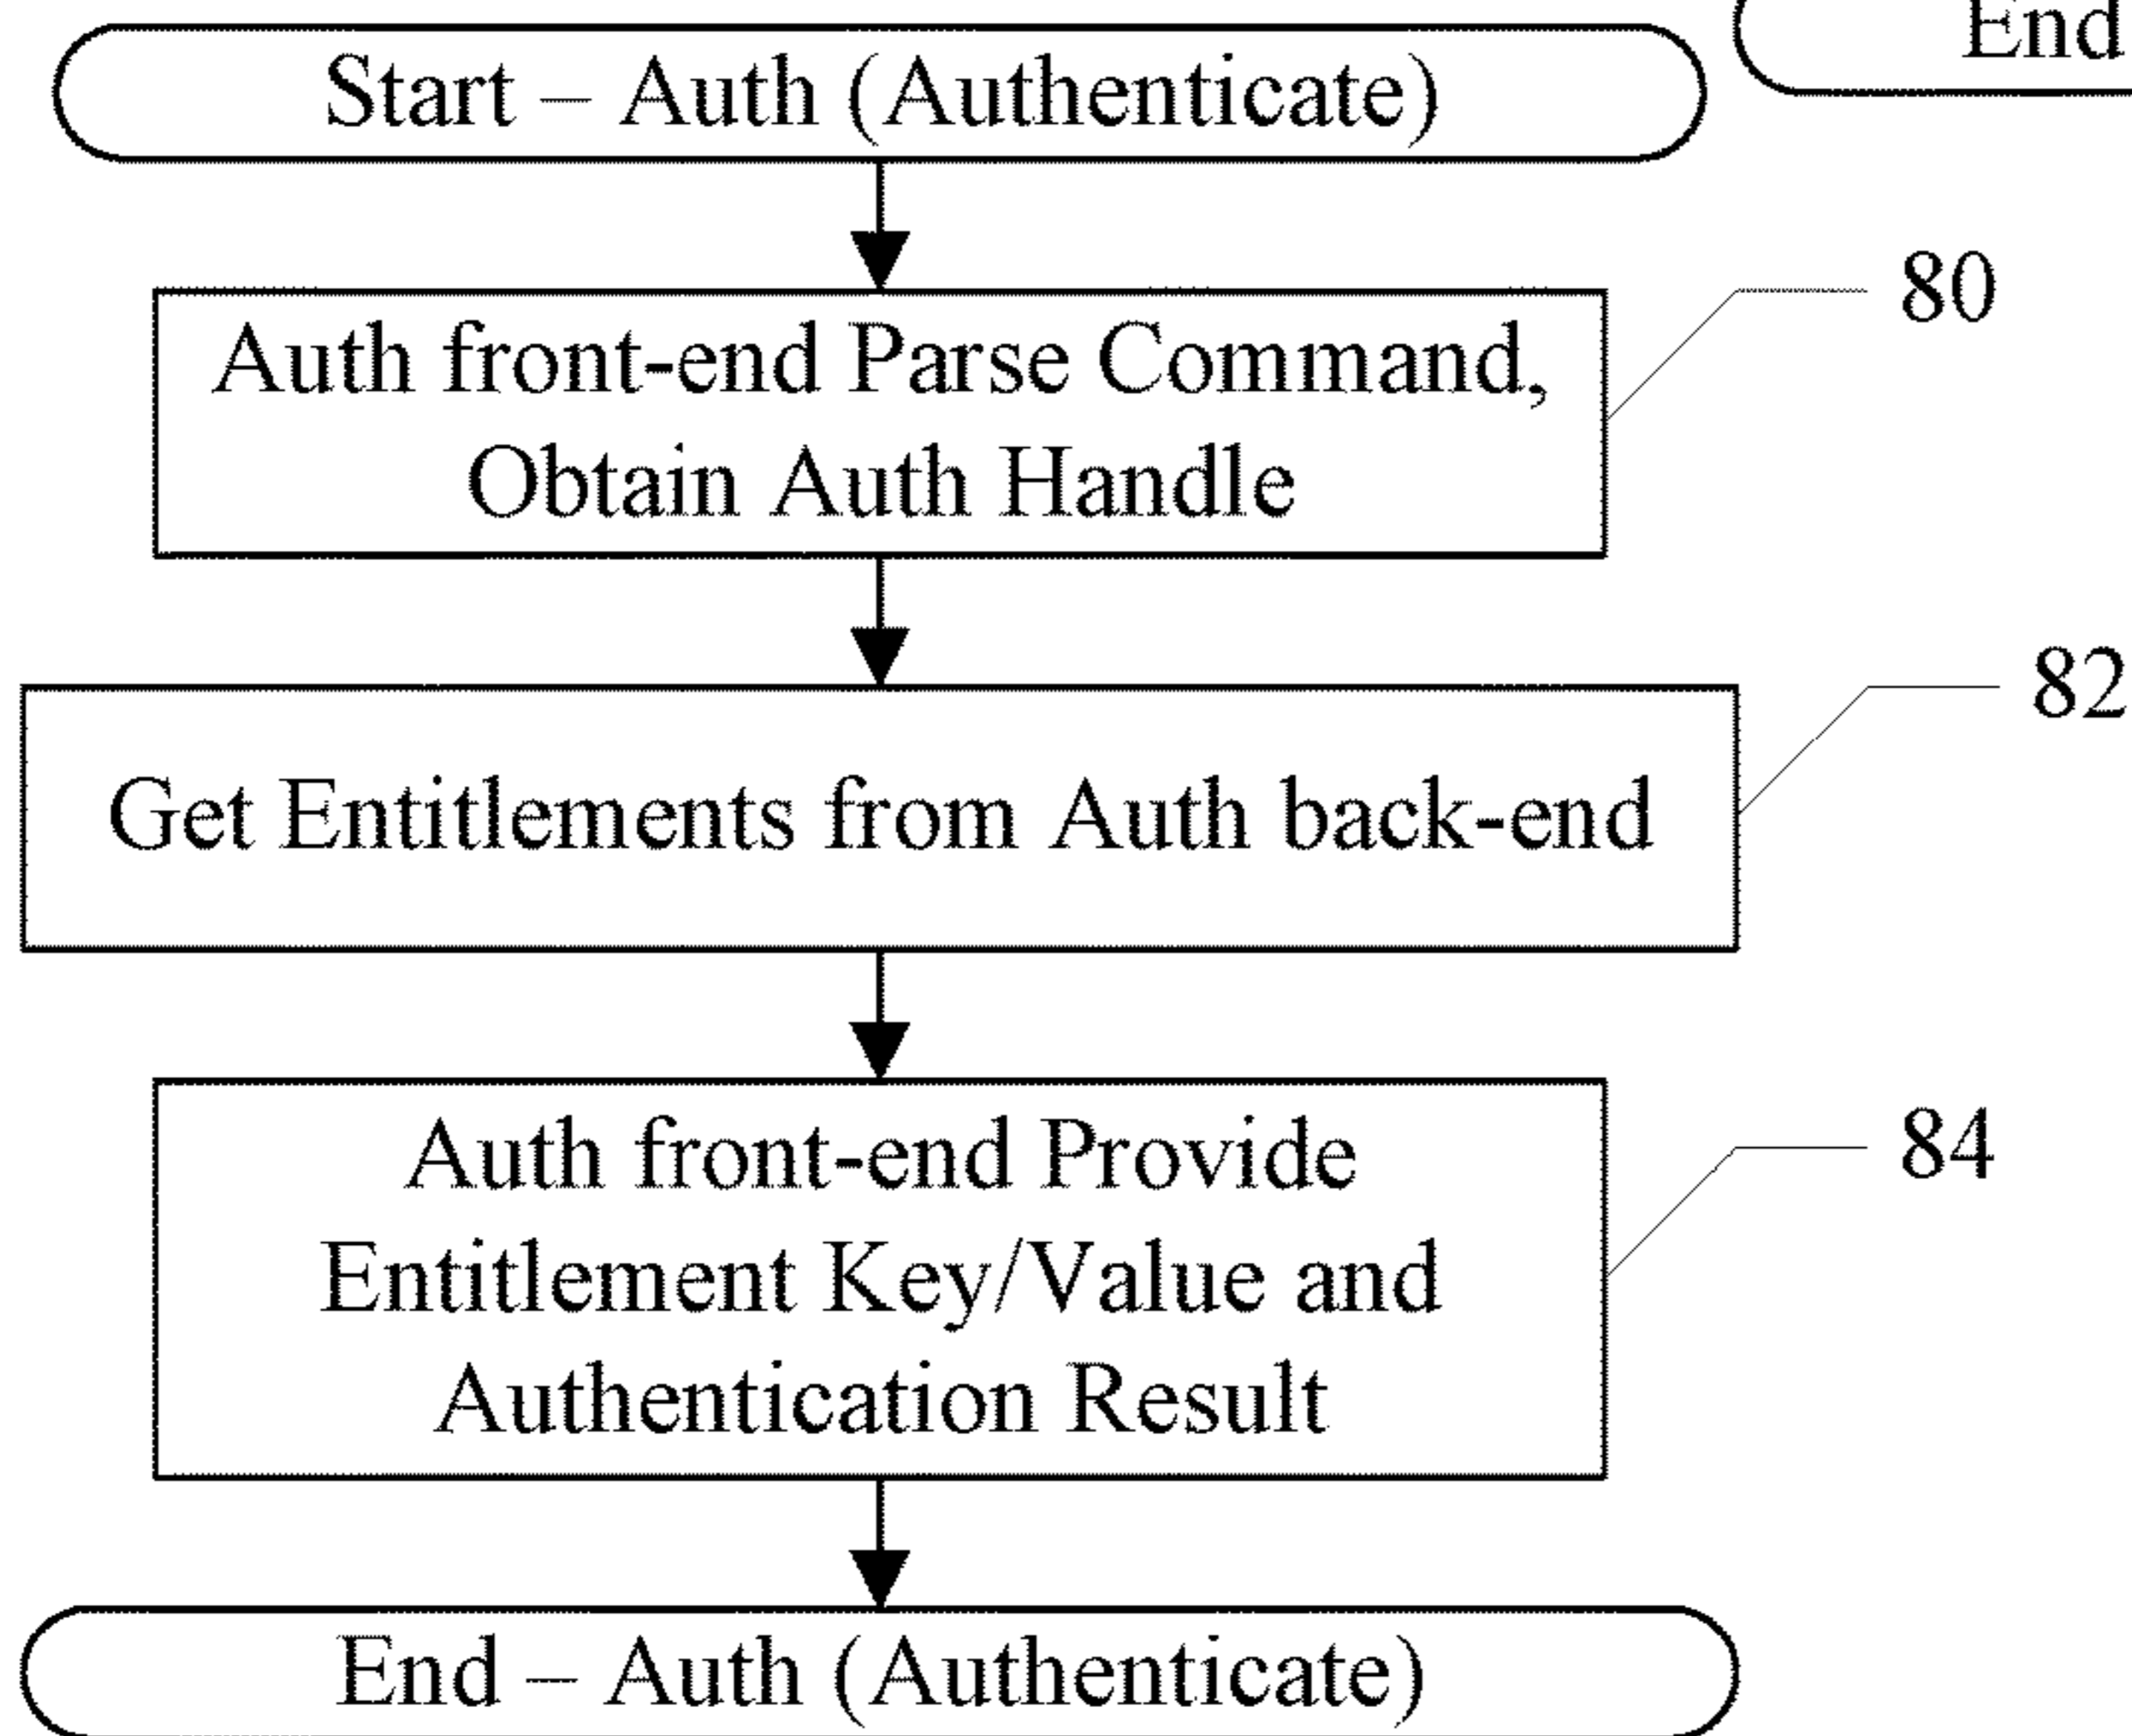 Start – Auth (Authenticate)
End
80
Auth front-end Parse Command,
Obtain Auth Handle
82
Get Entitlements from Auth back-end
84
Auth front-end Provide
Entitlement Key/Value and
Authentication Result
End – Auth (Authenticate)